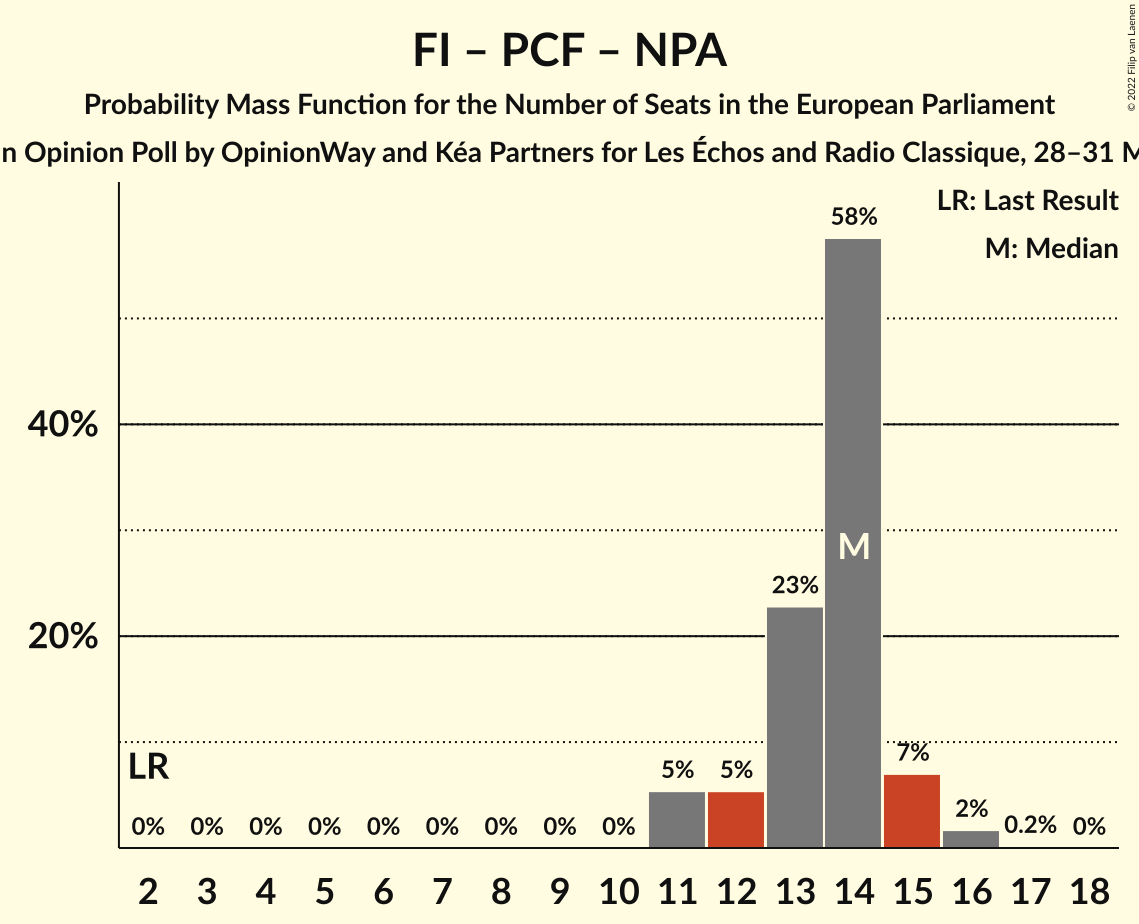 FI – PCF – NPA
Probability Mass Function for the Number of Seats in the European Parliament
n Opinion Poll by OpinionWay and Kéa Partners for Les Échos and Radio Classique, 28–31 M
© 2022 Filip van Laenen
LR: Last Result
M: Median
58%
40%
M
23%
20%
LR
7%
5% 5%
2%
0% 0% 0% 0% 0% 0% 0% 0% 0% 0.2% 0%
2 3 4 5 6 7 8 9 10 11 12 13 14 15 16 17 18